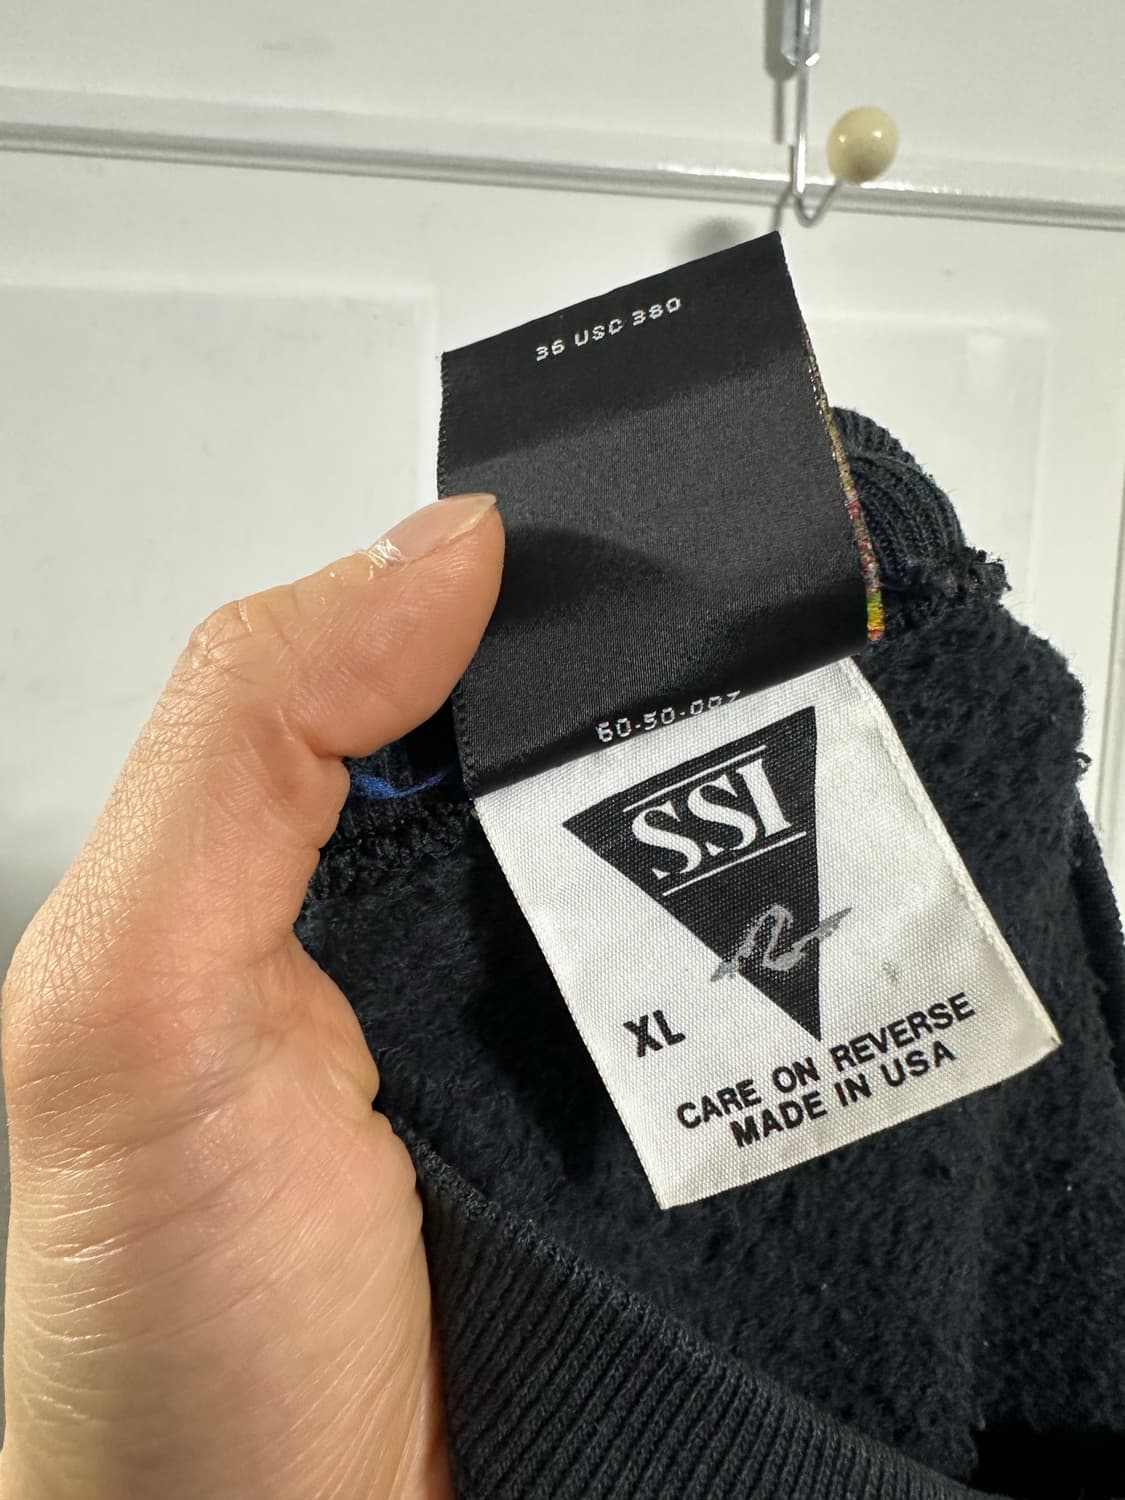 36 USC 380
60-50-007
SSI
XL
CARE ON REVERSE
MADE IN USA